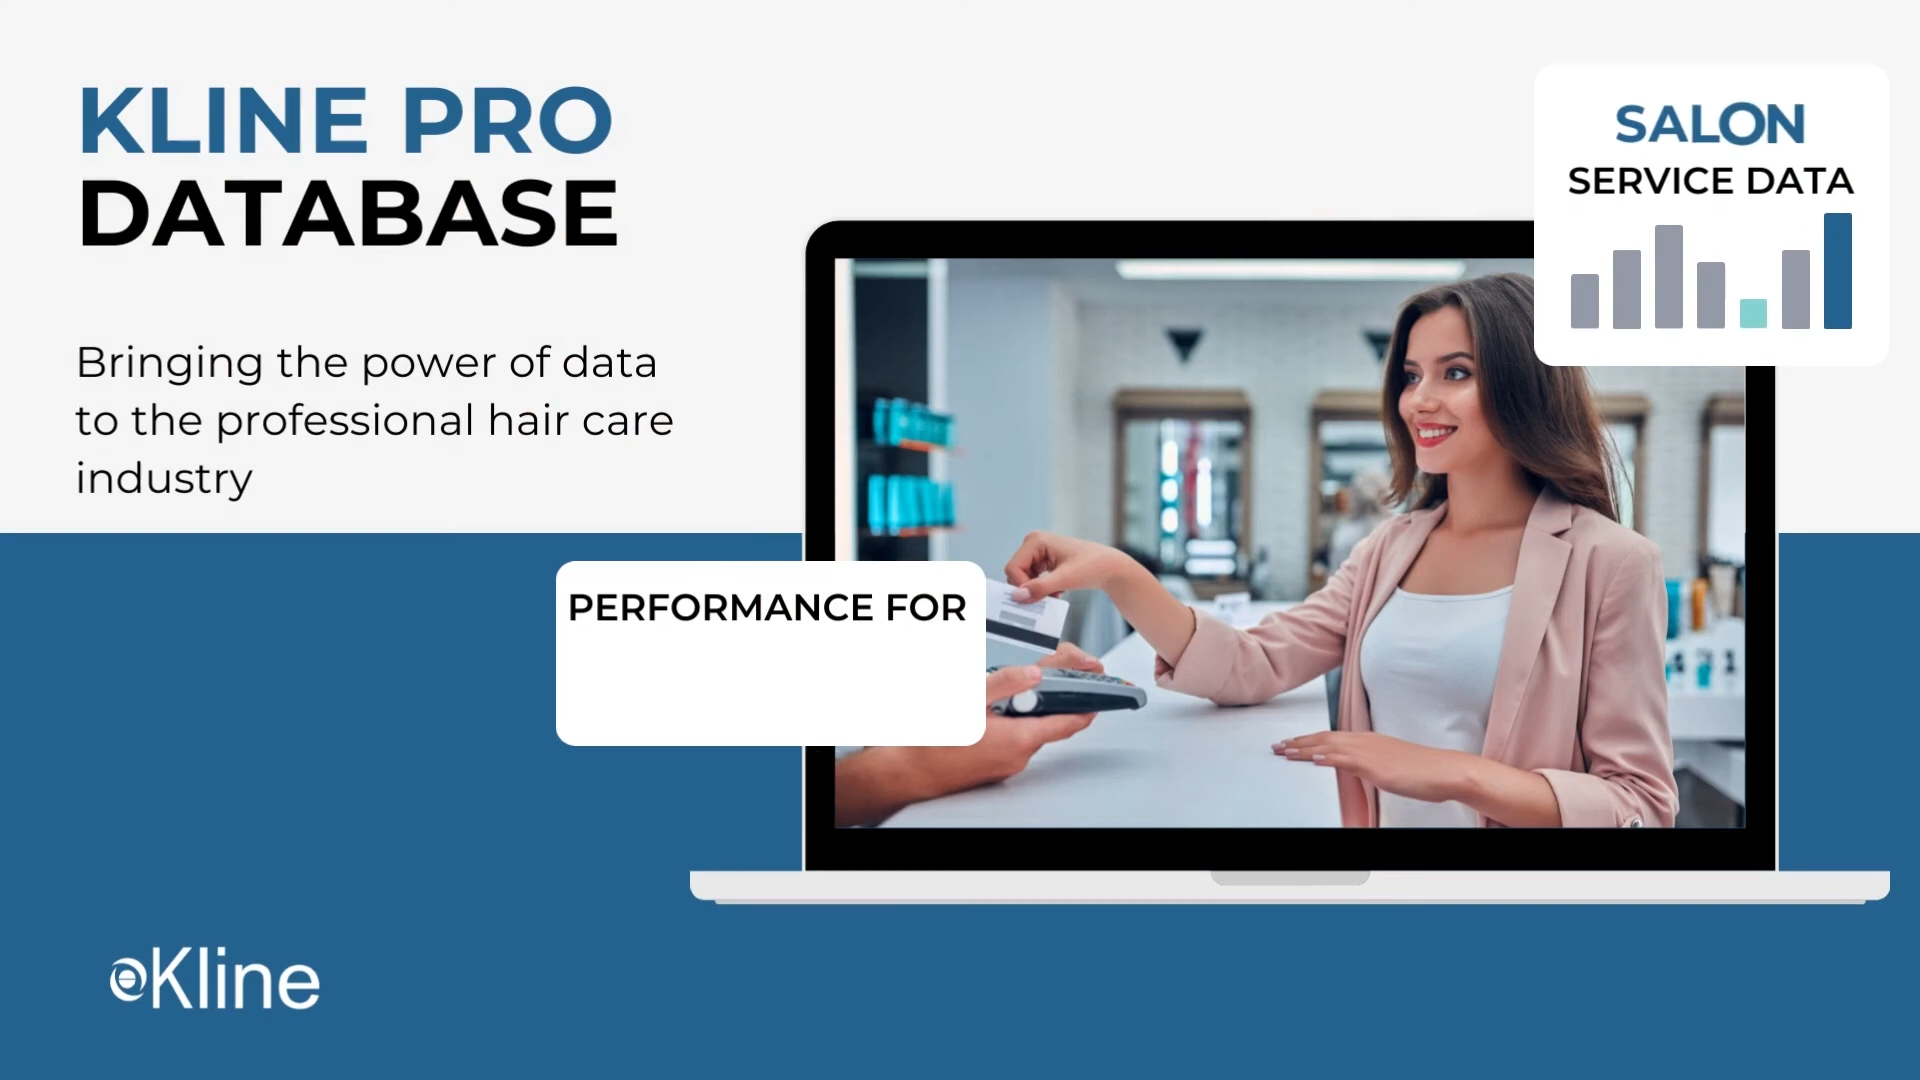 KLINE PRO
DATABASE
Bringing the power of data
to the professional hair care
industry
SALON
SERVICE DATA
PERFORMANCE FOR
Kline